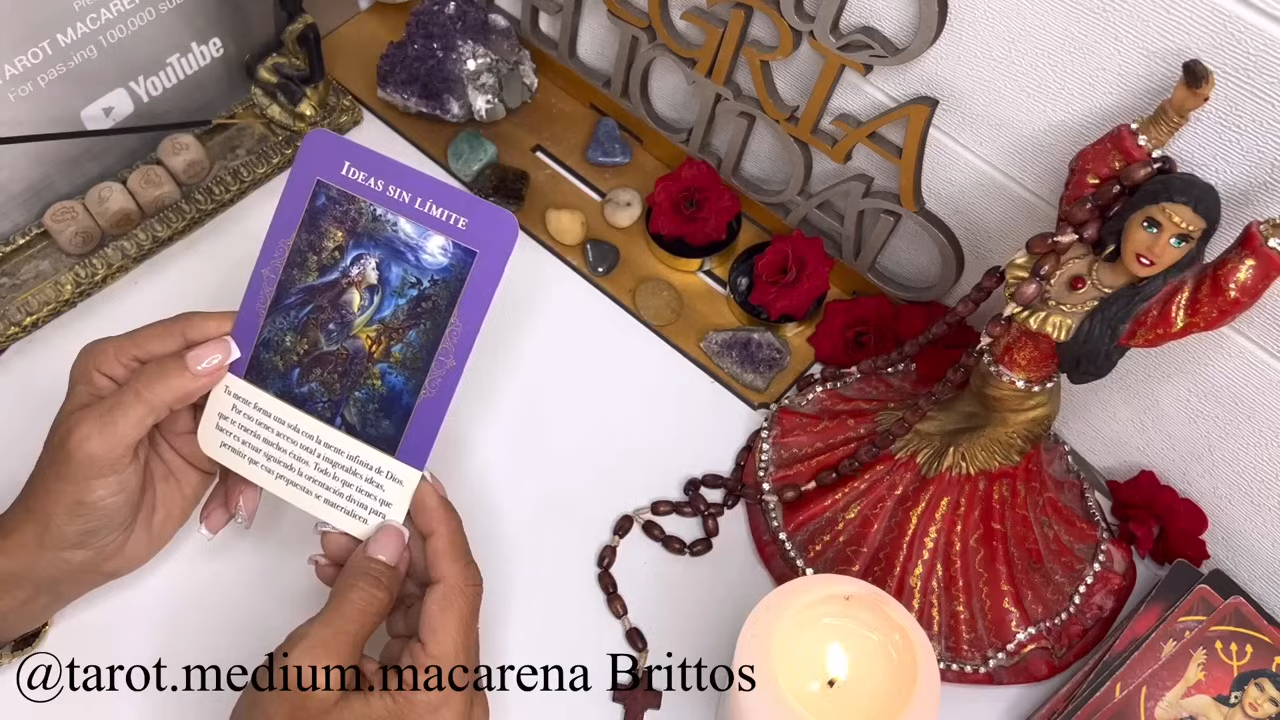 TAROT MACARENA
For passing 100,000 sub
YouTube
ALEGRIA
FELICIDAD
IDEAS SIN LÍMITE
Tu mente forma una sola con la mente infinita de Dios.
Por eso tienes acceso total a inagotables ideas,
que te traerán muchos éxitos. Todo lo que tienes que
hacer es actuar siguiendo la orientación divina para
permitir que esas propuestas se materialicen.
@tarot.medium.macarena Brittos